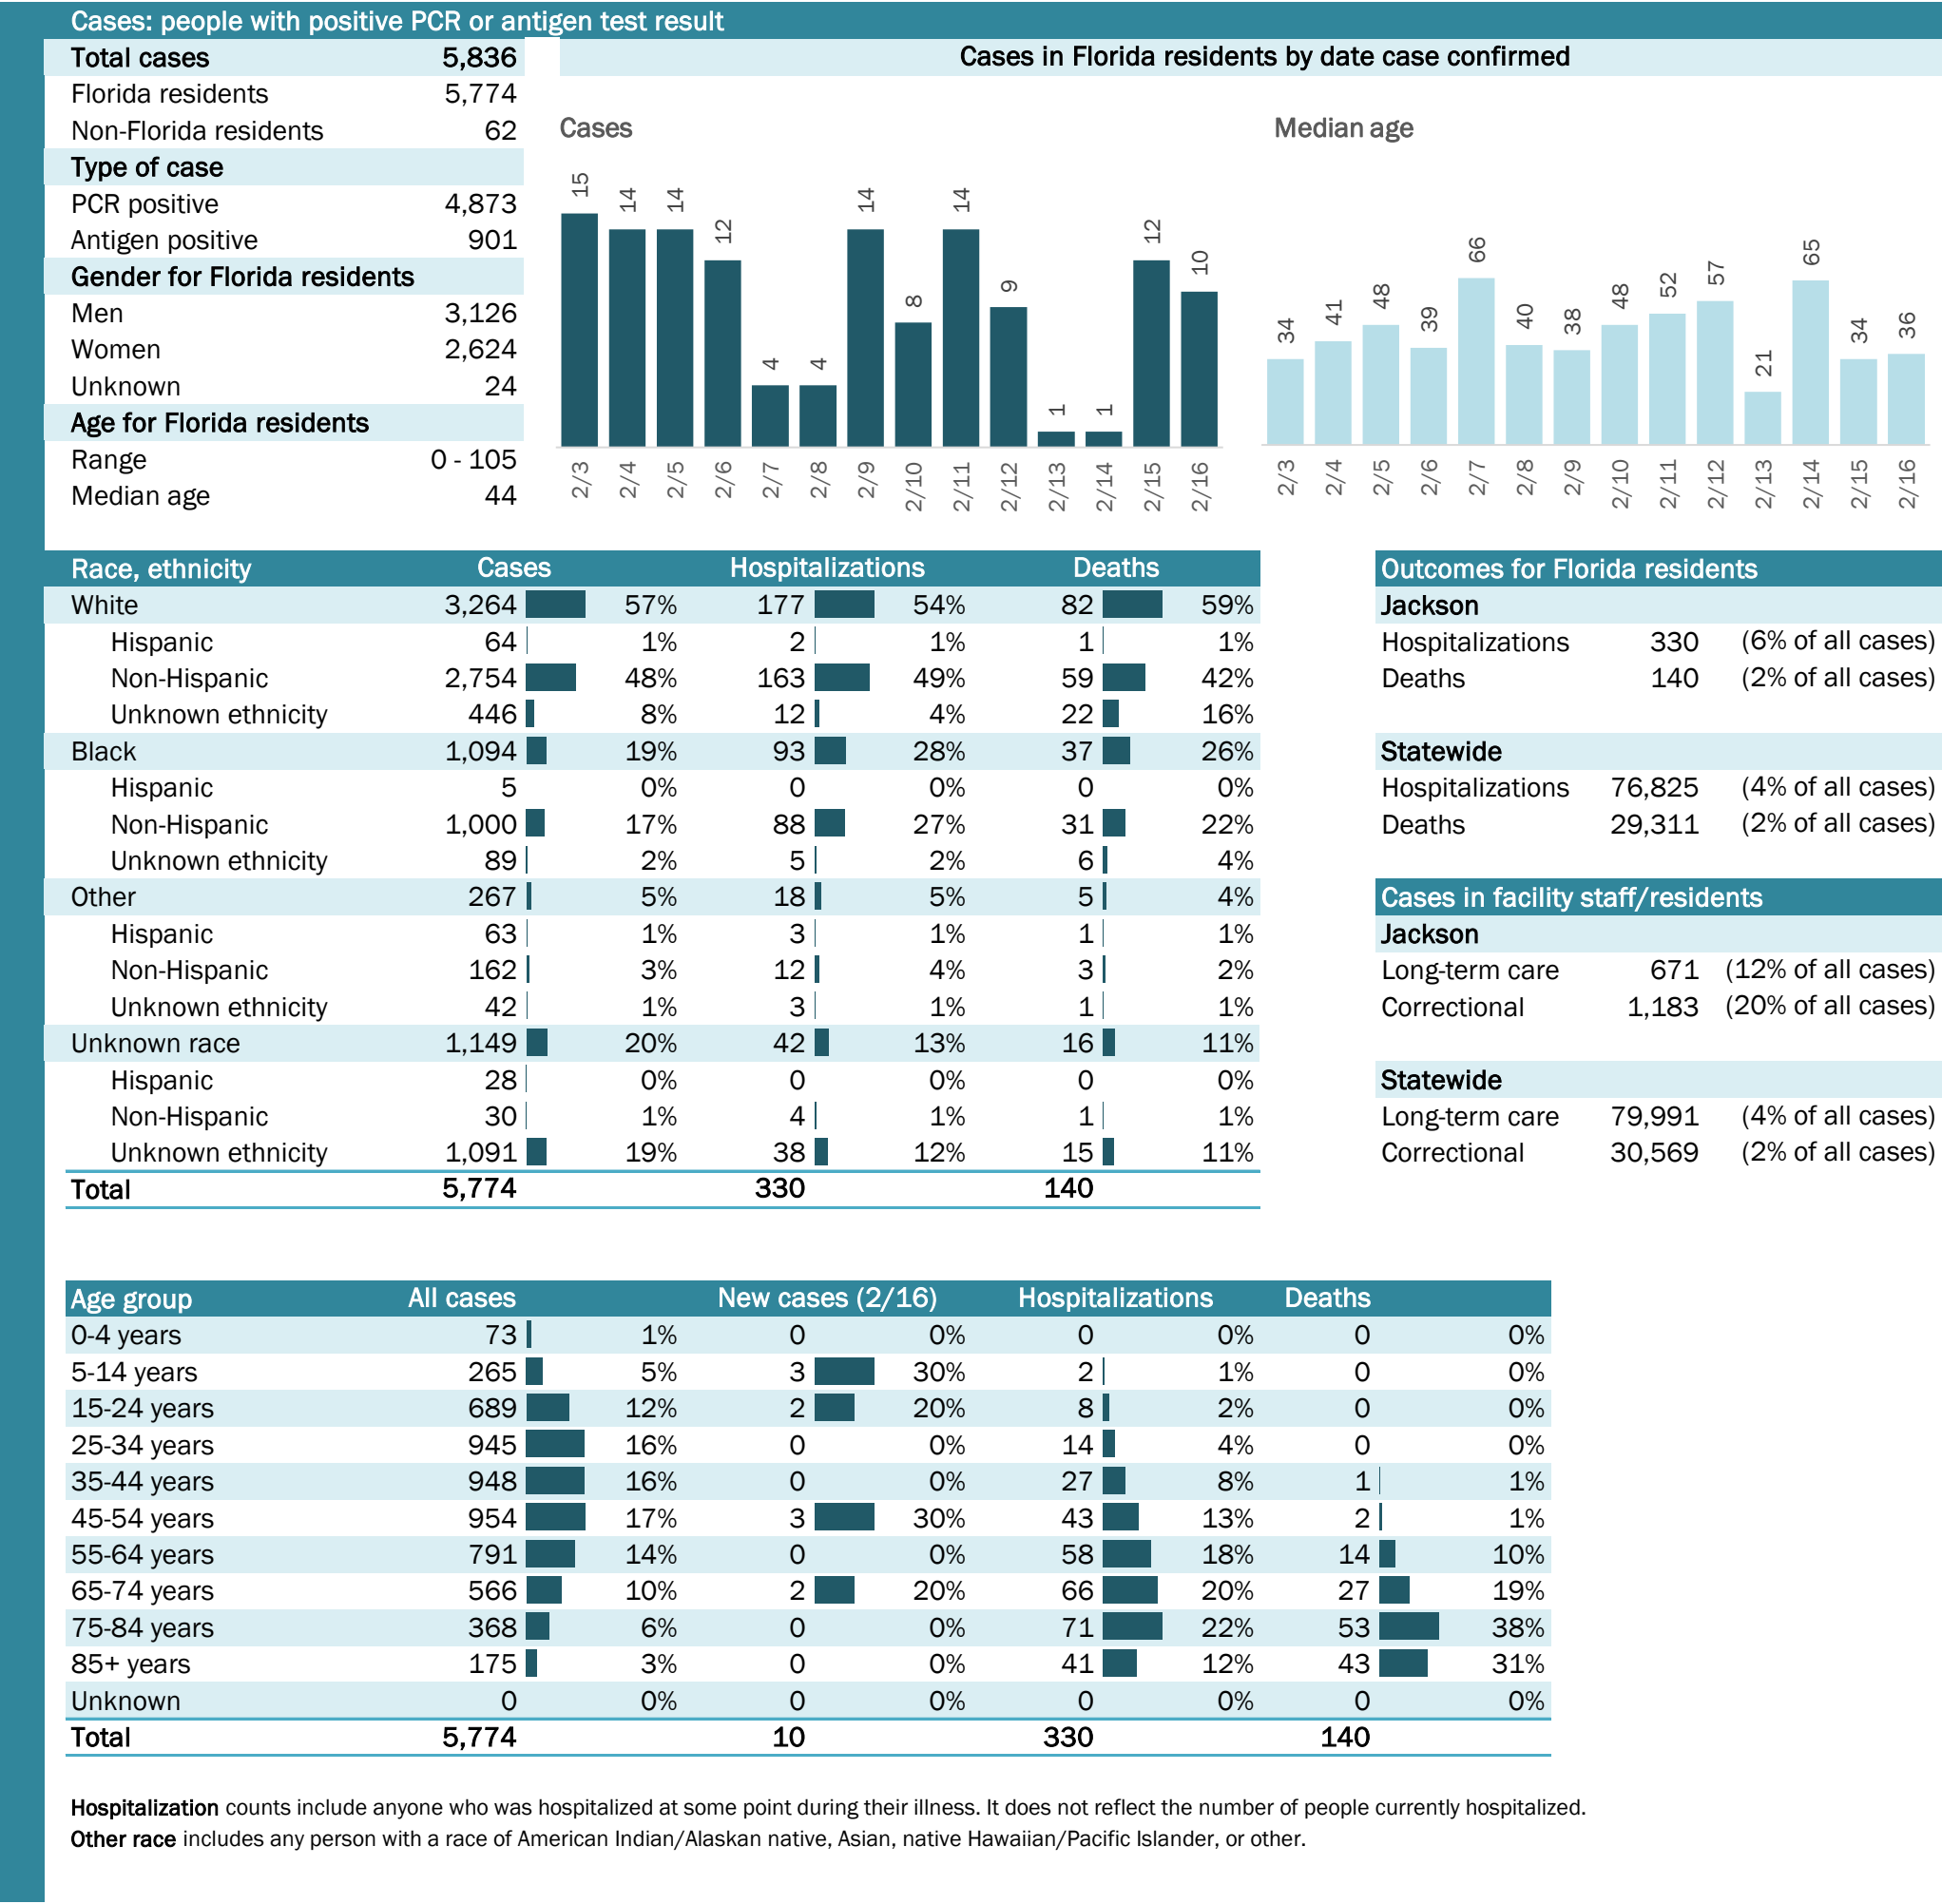 Cases: people with positive PCR or antigen test result
Total cases 5,836
Florida residents 5,774
Non-Florida residents 62
Type of case
PCR positive 4,873
Antigen positive 901
Gender for Florida residents
Men 3,126
Women 2,624
Unknown 24
Age for Florida residents
Range 0 - 105
Median age 44
Cases in Florida residents by date case confirmed
Cases
15 14 14 12 4 4 14 8 14 9 1 1 12 10
2/3 2/4 2/5 2/6 2/7 2/8 2/9 2/10 2/11 2/12 2/13 2/14 2/15 2/16
Median age
34 41 48 39 66 40 38 48 52 57 21 65 34 36
2/3 2/4 2/5 2/6 2/7 2/8 2/9 2/10 2/11 2/12 2/13 2/14 2/15 2/16
Race, ethnicity Cases Hospitalizations Deaths
White 3,264 57% 177 54% 82 59%
Hispanic 64 1% 2 1% 1 1%
Non-Hispanic 2,754 48% 163 49% 59 42%
Unknown ethnicity 446 8% 12 4% 22 16%
Black 1,094 19% 93 28% 37 26%
Hispanic 5 0% 0 0% 0 0%
Non-Hispanic 1,000 17% 88 27% 31 22%
Unknown ethnicity 89 2% 5 2% 6 4%
Other 267 5% 18 5% 5 4%
Hispanic 63 1% 3 1% 1 1%
Non-Hispanic 162 3% 12 4% 3 2%
Unknown ethnicity 42 1% 3 1% 1 1%
Unknown race 1,149 20% 42 13% 16 11%
Hispanic 28 0% 0 0% 0 0%
Non-Hispanic 30 1% 4 1% 1 1%
Unknown ethnicity 1,091 19% 38 12% 15 11%
Total 5,774 330 140
Outcomes for Florida residents
Jackson
Hospitalizations 330 (6% of all cases)
Deaths 140 (2% of all cases)
Statewide
Hospitalizations 76,825 (4% of all cases)
Deaths 29,311 (2% of all cases)
Cases in facility staff/residents
Jackson
Long-term care 671 (12% of all cases)
Correctional 1,183 (20% of all cases)
Statewide
Long-term care 79,991 (4% of all cases)
Correctional 30,569 (2% of all cases)
Age group All cases New cases (2/16) Hospitalizations Deaths
0-4 years 73 1% 0 0% 0 0% 0 0%
5-14 years 265 5% 3 30% 2 1% 0 0%
15-24 years 689 12% 2 20% 8 2% 0 0%
25-34 years 945 16% 0 0% 14 4% 0 0%
35-44 years 948 16% 0 0% 27 8% 1 1%
45-54 years 954 17% 3 30% 43 13% 2 1%
55-64 years 791 14% 0 0% 58 18% 14 10%
65-74 years 566 10% 2 20% 66 20% 27 19%
75-84 years 368 6% 0 0% 71 22% 53 38%
85+ years 175 3% 0 0% 41 12% 43 31%
Unknown 0 0% 0 0% 0 0% 0 0%
Total 5,774 10 330 140
Hospitalization counts include anyone who was hospitalized at some point during their illness. It does not reflect the number of people currently hospitalized.
Other race includes any person with a race of American Indian/Alaskan native, Asian, native Hawaiian/Pacific Islander, or other.